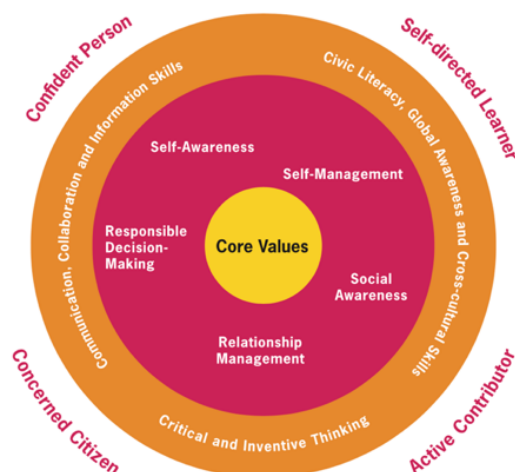 Confident Person
Self-directed Learner
Communication, Collaboration and Information Skills
Civic Literacy, Global Awareness and Cross-cultural Skills
Self-Awareness
Self-Management
Responsible
Decision-
Making
Core Values
Social
Awareness
Relationship
Management
Critical and Inventive Thinking
Concerned Citizen
Active Contributor